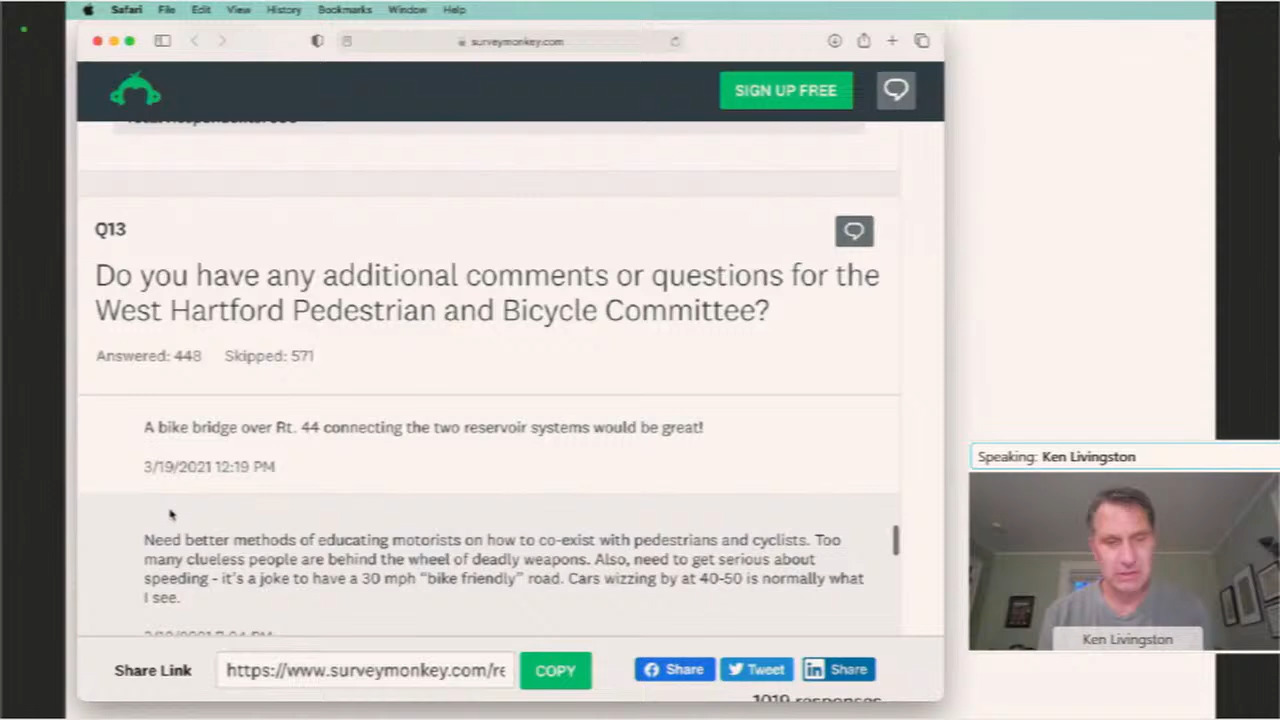 Safari File Edit View History Bookmarks Window Help
surveymonkey.com
SIGN UP FREE
Q13
Do you have any additional comments or questions for the
West Hartford Pedestrian and Bicycle Committee?
Answered: 448 Skipped: 571
A bike bridge over Rt. 44 connecting the two reservoir systems would be great!
3/19/2021 12:19 PM
Need better methods of educating motorists on how to co-exist with pedestrians and cyclists. Too
many clueless people are behind the wheel of deadly weapons. Also, need to get serious about
speeding - it's a joke to have a 30 mph "bike friendly" road. Cars wizzing by at 40-50 is normally what
I see.
Share Link https://www.surveymonkey.com/re COPY Share Tweet in Share
1019 responses
Speaking: Ken Livingston
Ken Livingston